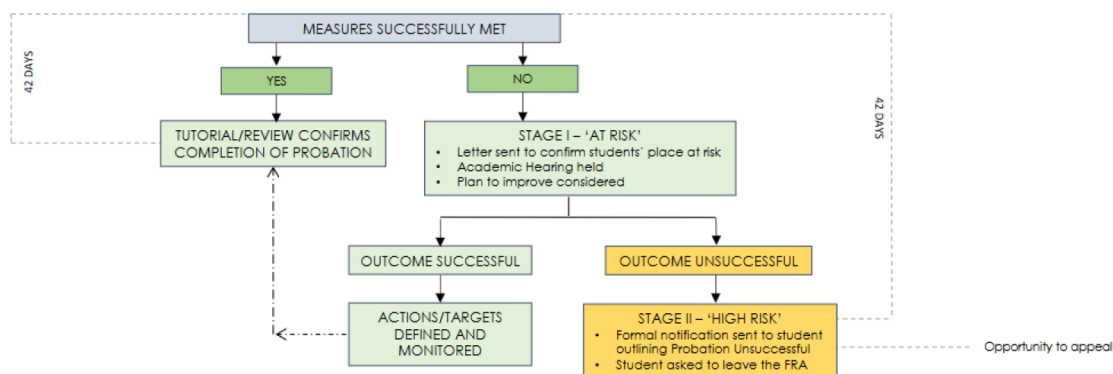 MEASURES SUCCESSFULLY MET
42 DAYS
42 DAYS
YES
NO
TUTORIAL/REVIEW CONFIRMS
COMPLETION OF PROBATION
STAGE I – ‘AT RISK’
• Letter sent to confirm students’ place at risk
• Academic Hearing held
• Plan to improve considered
OUTCOME SUCCESSFUL
OUTCOME UNSUCCESSFUL
ACTIONS/TARGETS
DEFINED AND
MONITORED
STAGE II – ‘HIGH RISK’
• Formal notification sent to student
outlining Probation Unsuccessful
• Student asked to leave the FRA
Opportunity to appeal